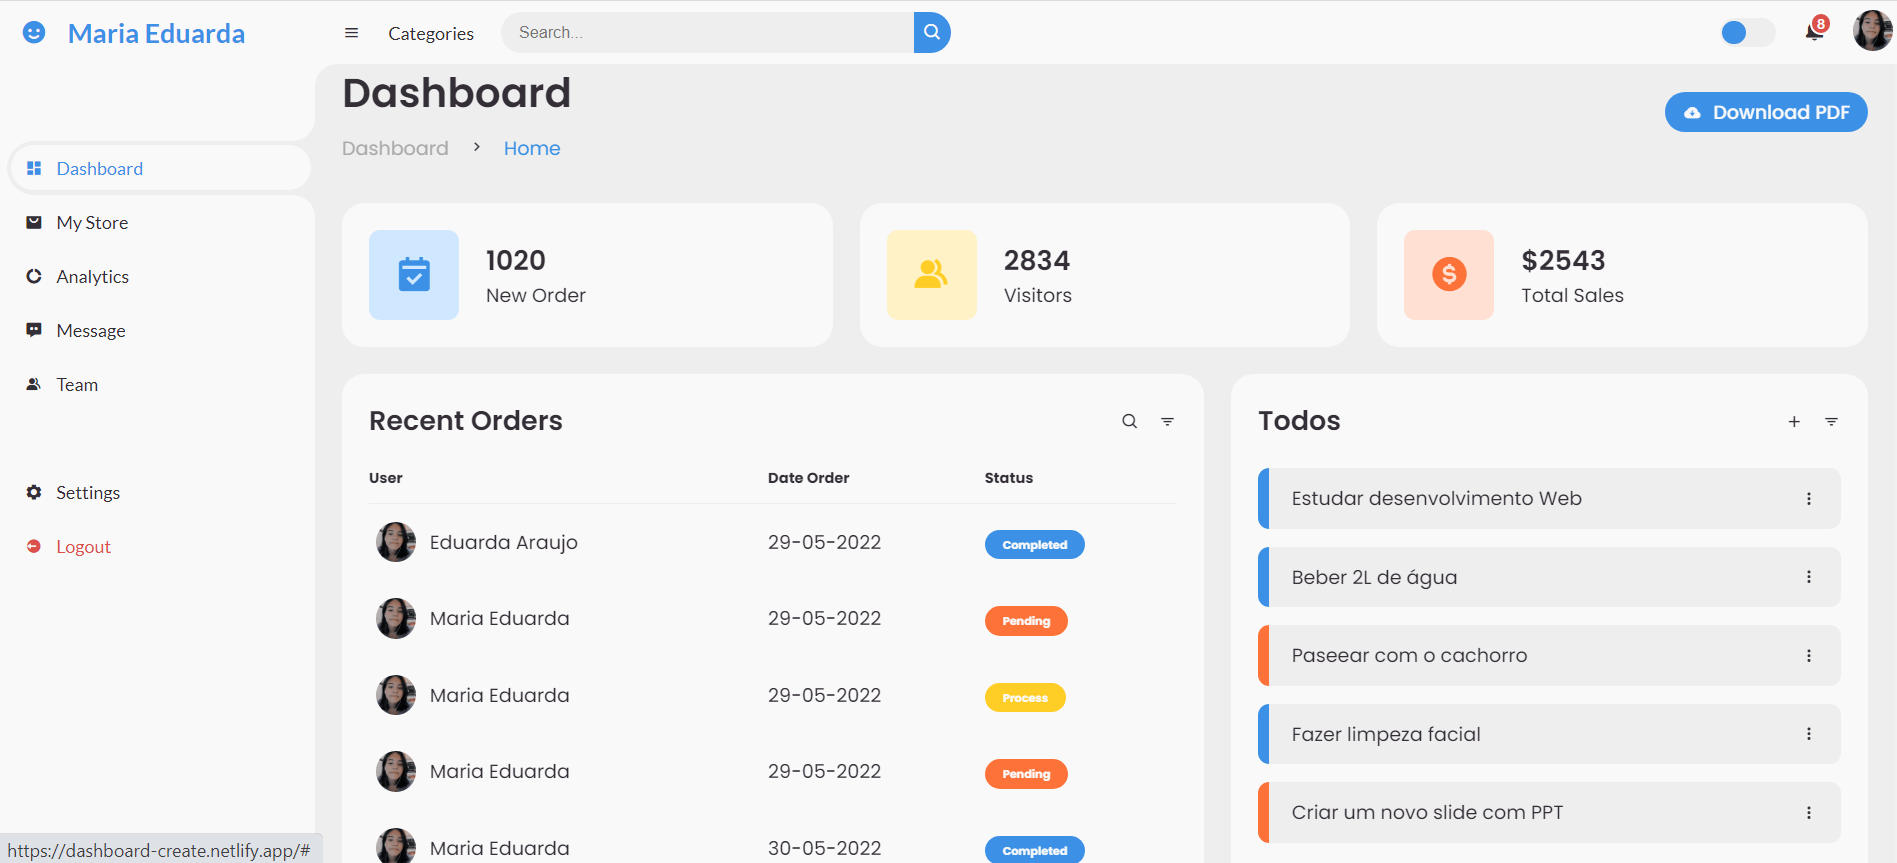 Maria Eduarda
Categories
Search...
8
Dashboard
Download PDF
Dashboard > Home
Dashboard
My Store
Analytics
Message
Team
Settings
Logout
1020
New Order
2834
Visitors
$2543
Total Sales
Recent Orders
User Date Order Status
Eduarda Araujo 29-05-2022 Completed
Maria Eduarda 29-05-2022 Pending
Maria Eduarda 29-05-2022 Process
Maria Eduarda 29-05-2022 Pending
Maria Eduarda 30-05-2022 Completed
Todos
Estudar desenvolvimento Web
Beber 2L de água
Paseear com o cachorro
Fazer limpeza facial
Criar um novo slide com PPT
https://dashboard-create.netlify.app/#